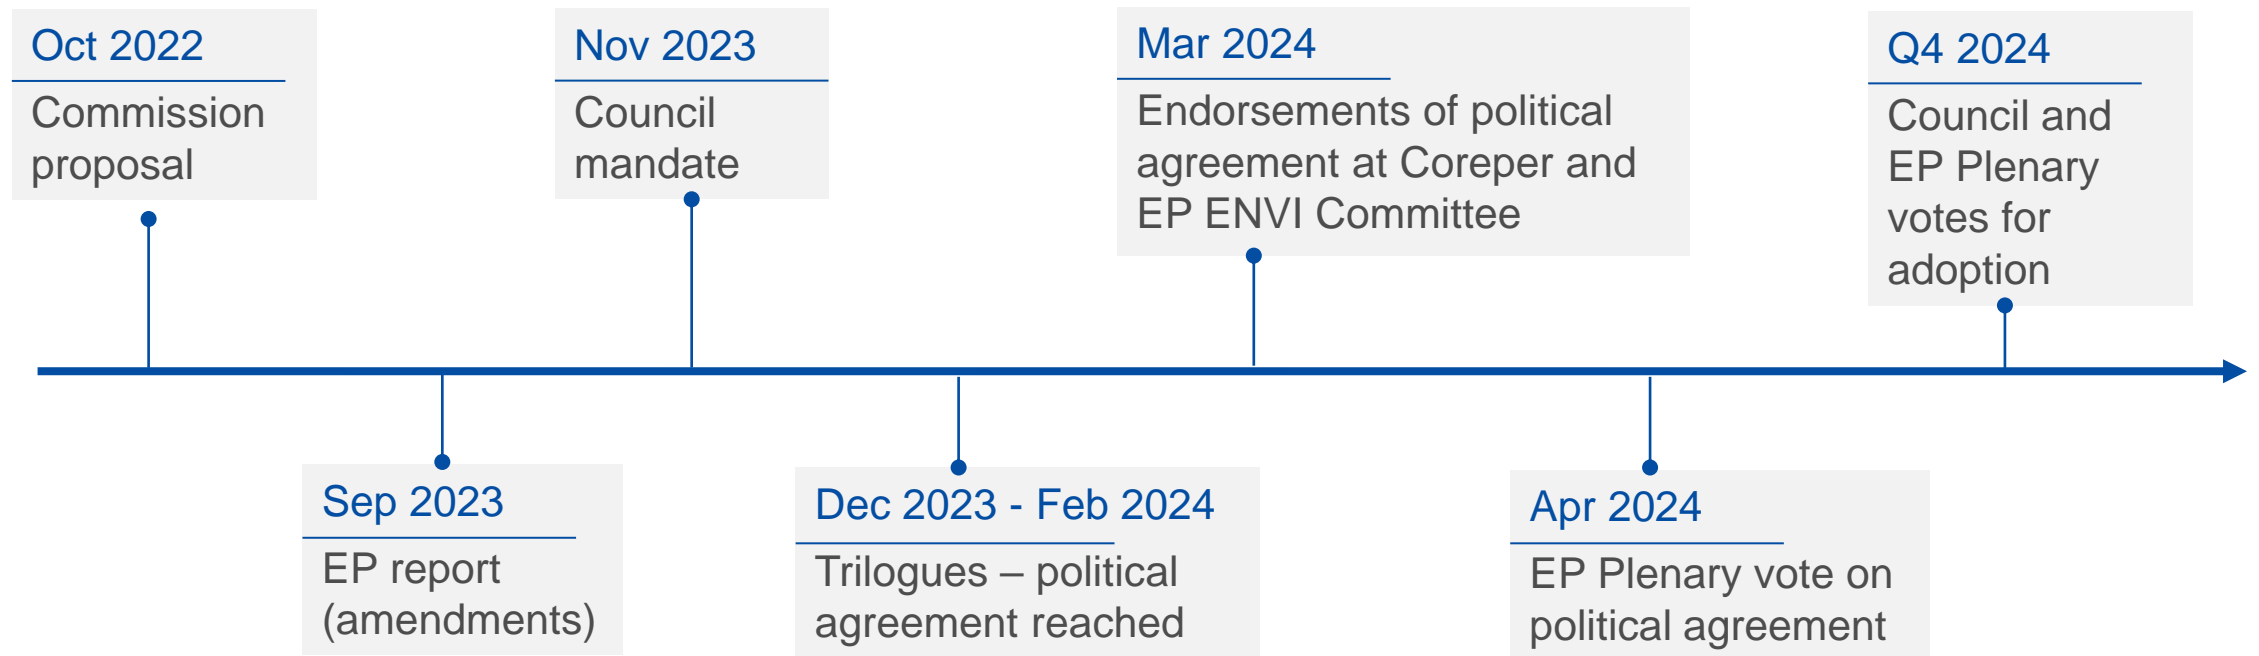 Oct 2022
Commission
proposal
Sep 2023
EP report
(amendments)
Nov 2023
Council
mandate
Dec 2023 - Feb 2024
Trilogues – political
agreement reached
Mar 2024
Endorsements of political
agreement at Coreper and
EP ENVI Committee
Apr 2024
EP Plenary vote on
political agreement
Q4 2024
Council and
EP Plenary
votes for
adoption